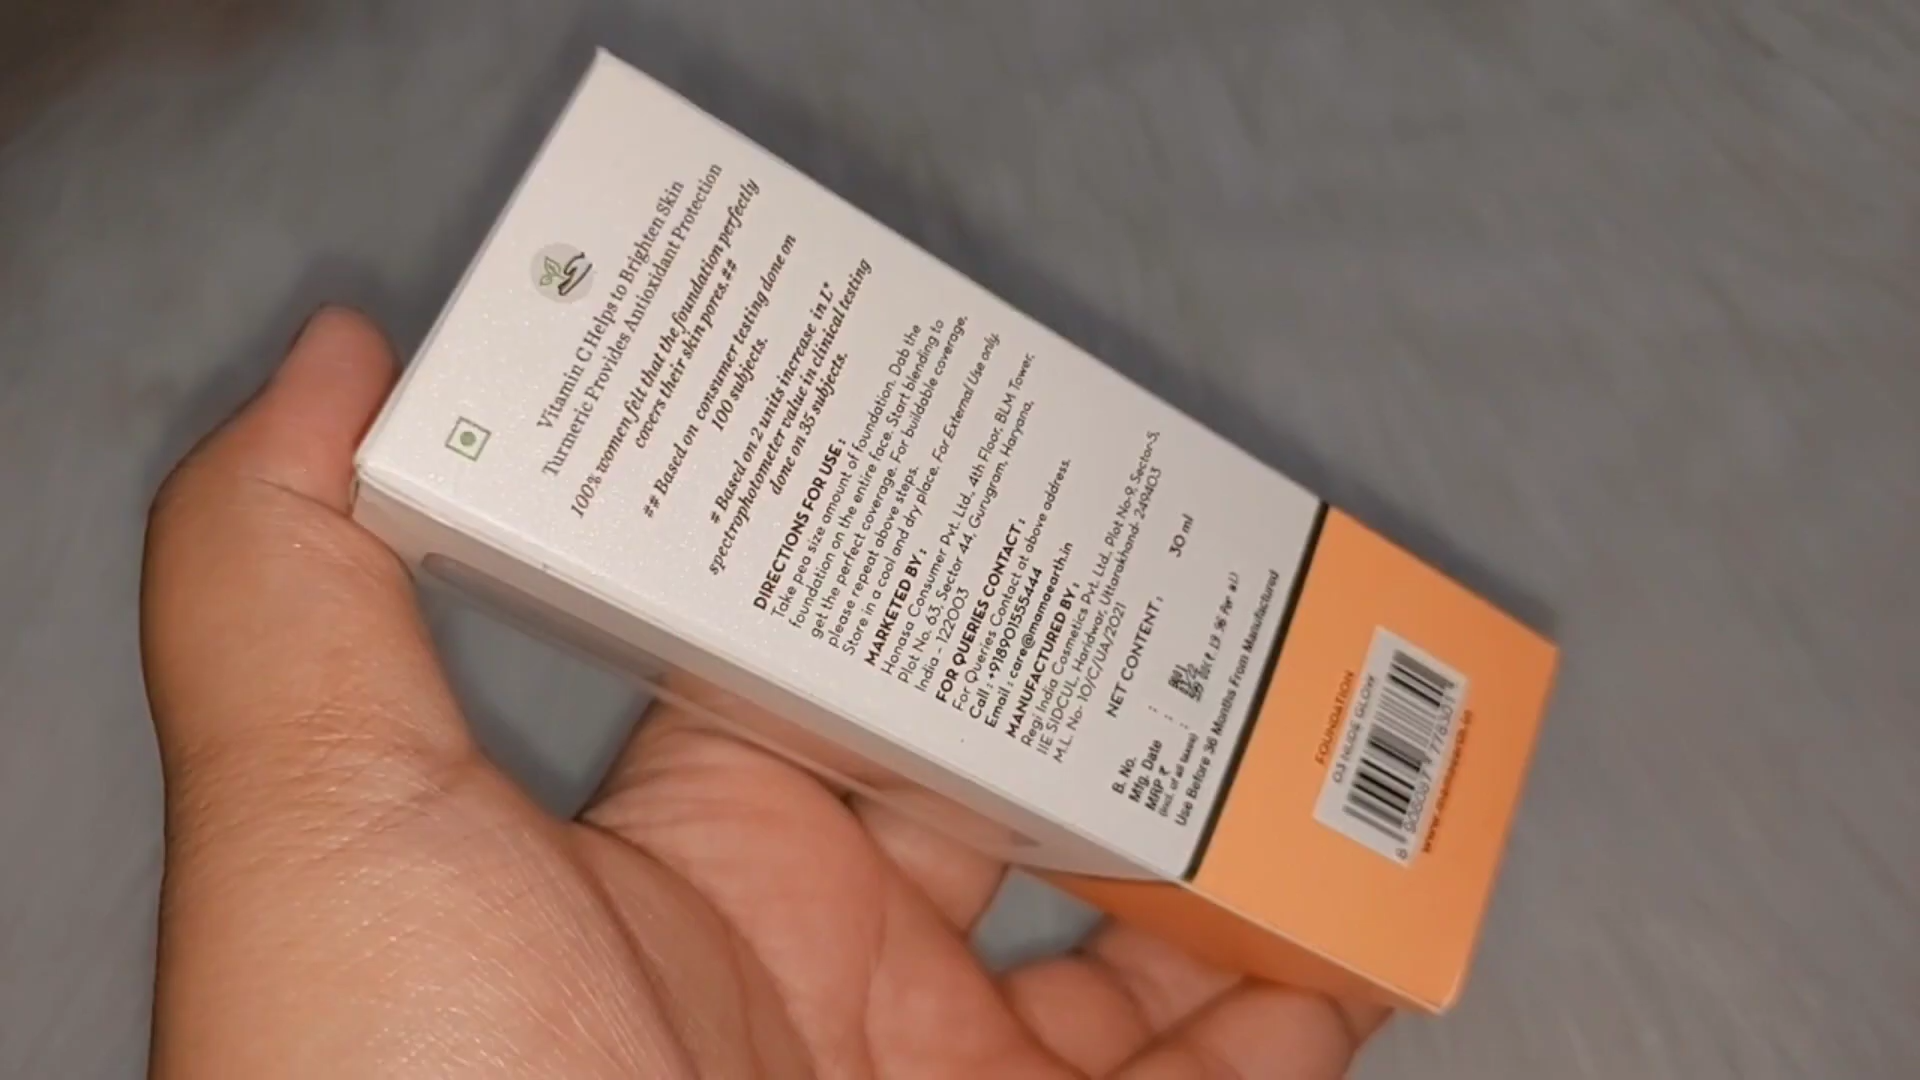 Vitamin C Helps to Brighten Skin
Turmeric Provides Antioxidant Protection
100% women felt that the foundation perfectly
covers their skin pores.##
## Based on consumer testing done on
100 subjects.
# Based on 2 units increase in L*
spectrophotometer value in clinical testing
done on 35 subjects.
DIRECTIONS FOR USE :
Take pea size amount of foundation. Dab the
foundation on the entire face. Start blending to
get the perfect coverage. For buildable coverage,
please repeat above steps.
Store in a cool and dry place. For External Use only.
MARKETED BY :
Honasa Consumer Pvt. Ltd., 4th Floor, BLM Tower,
Plot No. 63, Sector 44, Gurugram, Haryana,
India - 122003
FOR QUERIES CONTACT :
For Queries Contact at above address.
Call : +918901555444
Email : care@mamaearth.in
MANUFACTURED BY :
Regi India Cosmetics Pvt. Ltd., Plot No-9, Sector-5,
IIE SIDCUL, Haridwar, Uttarakhand- 249403
M.L. No- 10/C/UA/2021
NET CONTENT : 30 ml
B. No. :
Mfg. Date :
MRP ₹ :
(incl. of all taxes)
Use Before 36 Months From Manufactured
FOUNDATION
03 NUDE GLOW
www.mamaearth.in